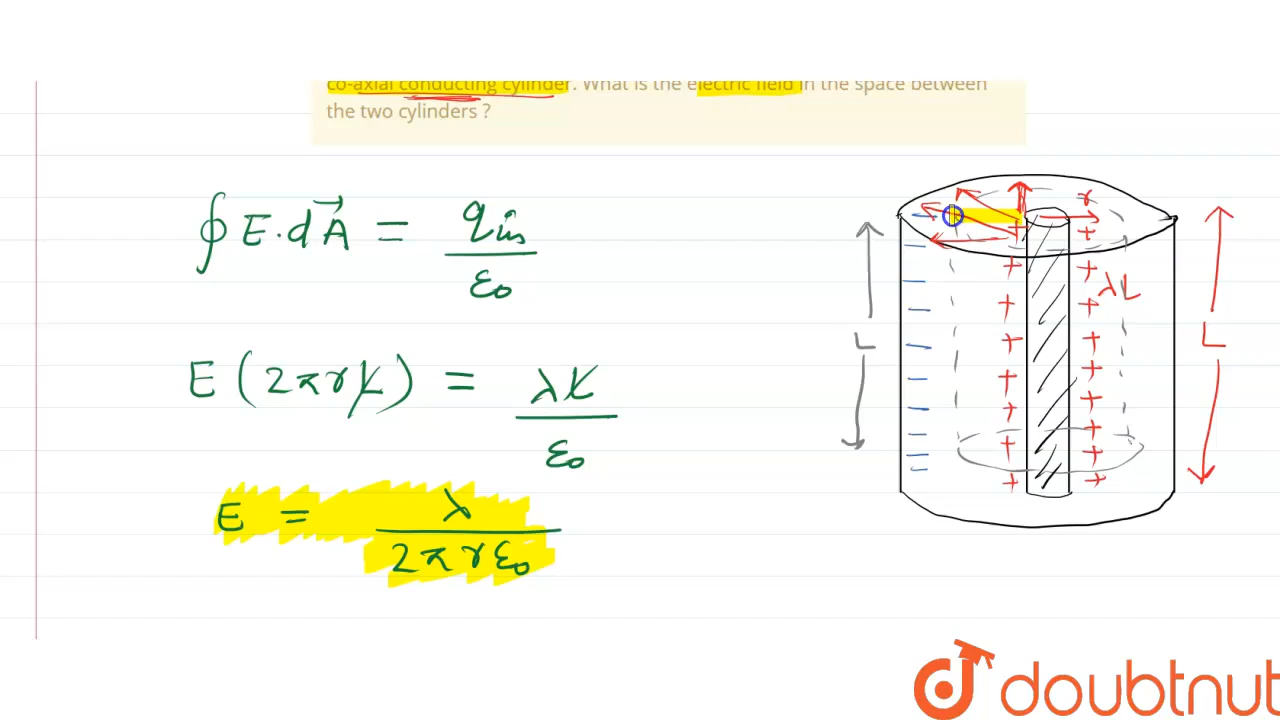 co-axial conducting cylinder. What is the electric field in the space between
the two cylinders ?
∮ E.dA⃗ = qin/ε0
E (2πrL) = λL/ε0
E = λ/2πrε0
r
λL
L
L
doubtnut